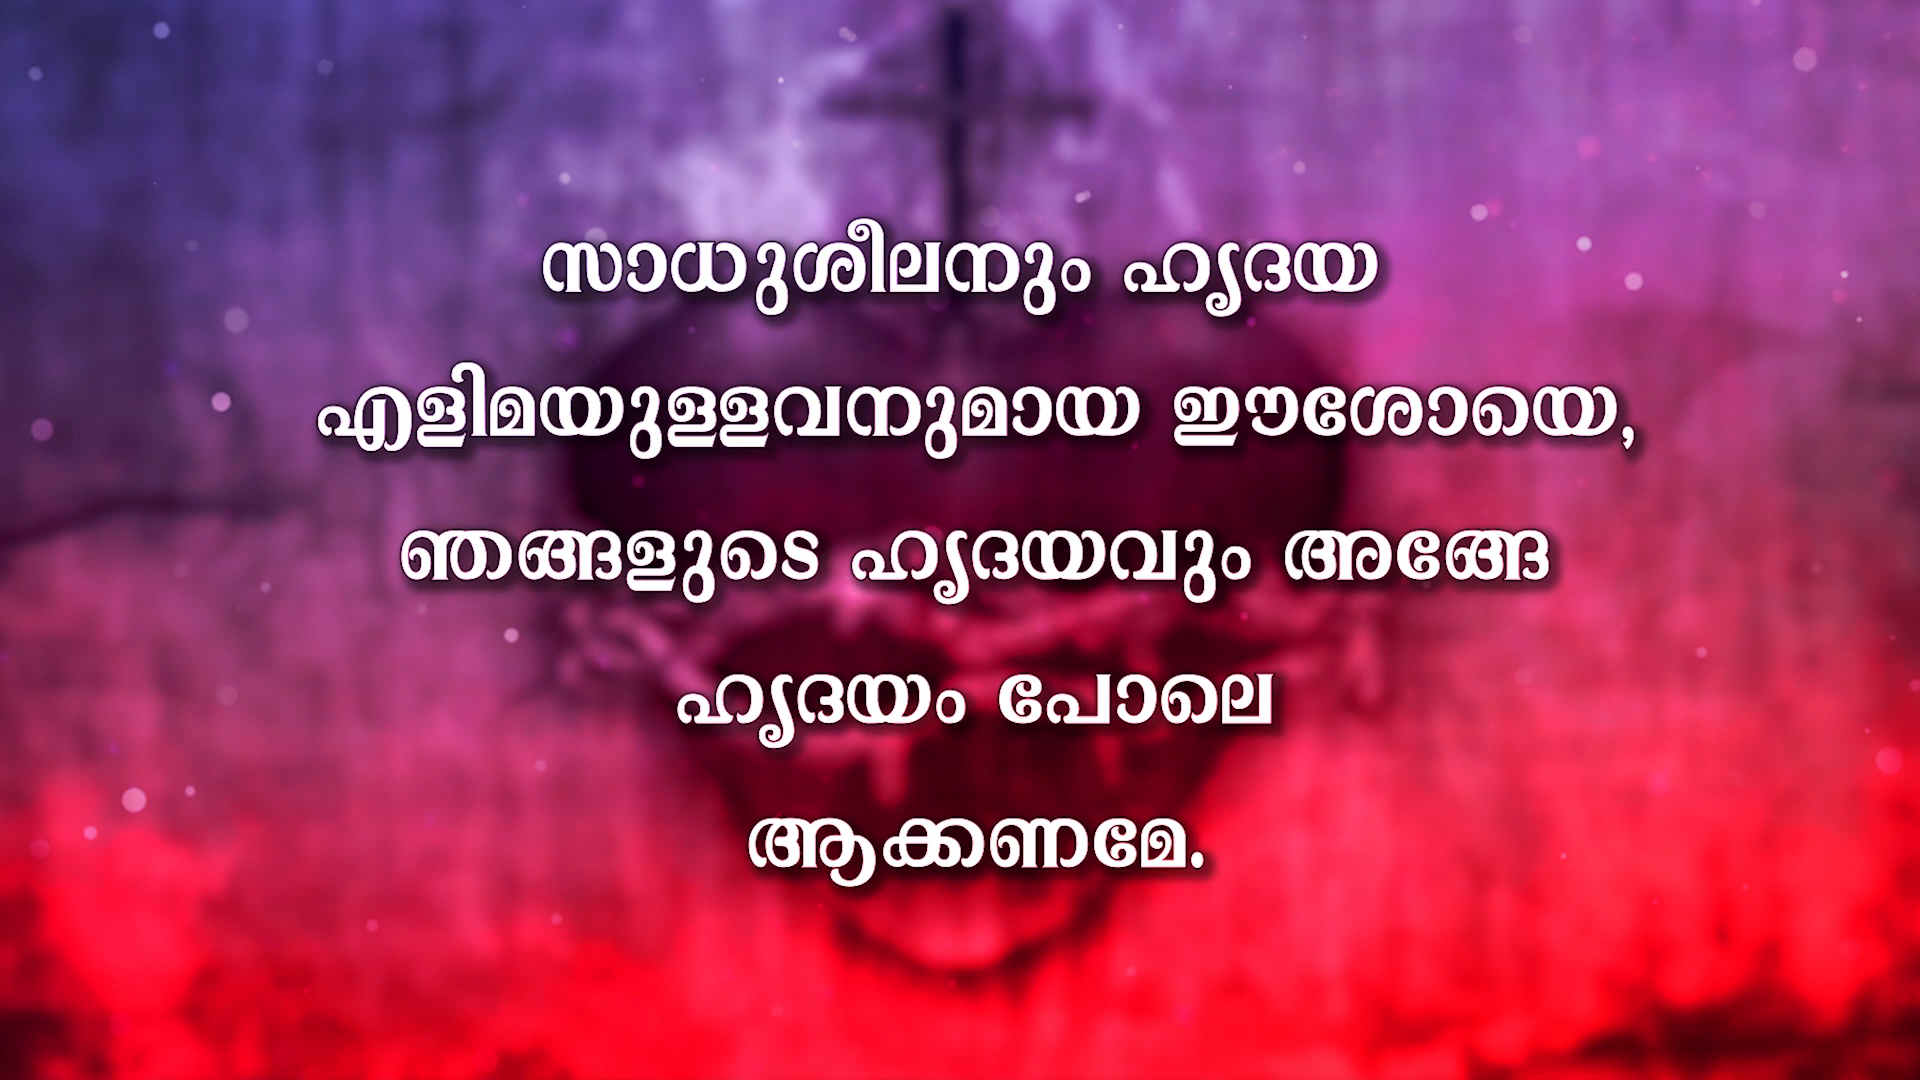 സാധുശീലനും ഹൃദയ
എളിമയുള്ളവനുമായ ഈശോയെ,
ഞങ്ങളുടെ ഹൃദയവും അങ്ങേ
ഹൃദയം പോലെ
ആക്കണമേ.